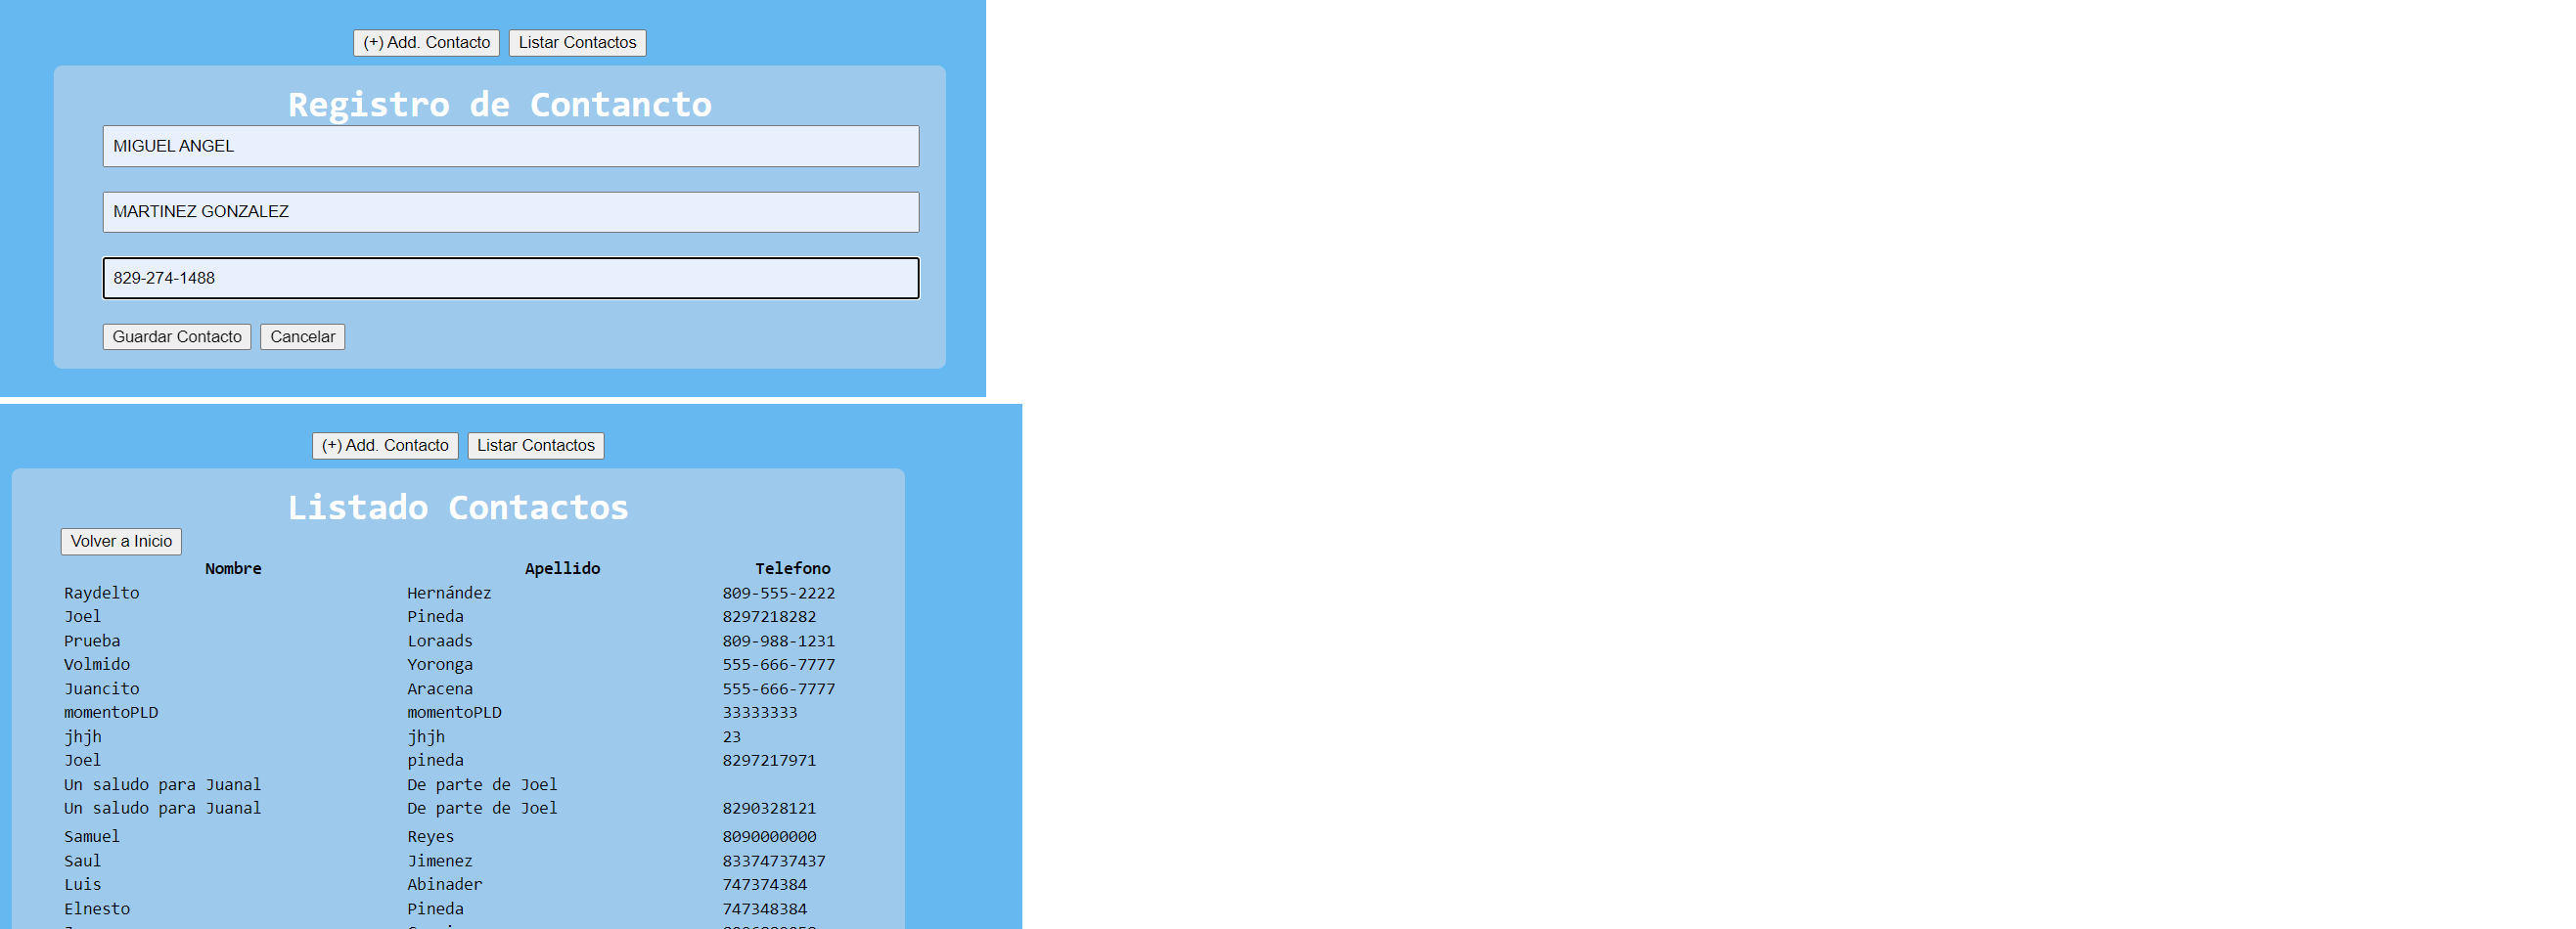 (+) Add. Contacto Listar Contactos
Registro de Contancto
MIGUEL ANGEL
MARTINEZ GONZALEZ
829-274-1488
Guardar Contacto Cancelar
(+) Add. Contacto Listar Contactos
Listado Contactos
Volver a Inicio
Nombre Apellido Telefono
Raydelto Hernández 809-555-2222
Joel Pineda 8297218282
Prueba Loraads 809-988-1231
Volmido Yoronga 555-666-7777
Juancito Aracena 555-666-7777
momentoPLD momentoPLD 33333333
jhjh jhjh 23
Joel pineda 8297217971
Un saludo para Juanal De parte de Joel
Un saludo para Juanal De parte de Joel 8290328121
Samuel Reyes 8090000000
Saul Jimenez 83374737437
Luis Abinader 747374384
Elnesto Pineda 747348384